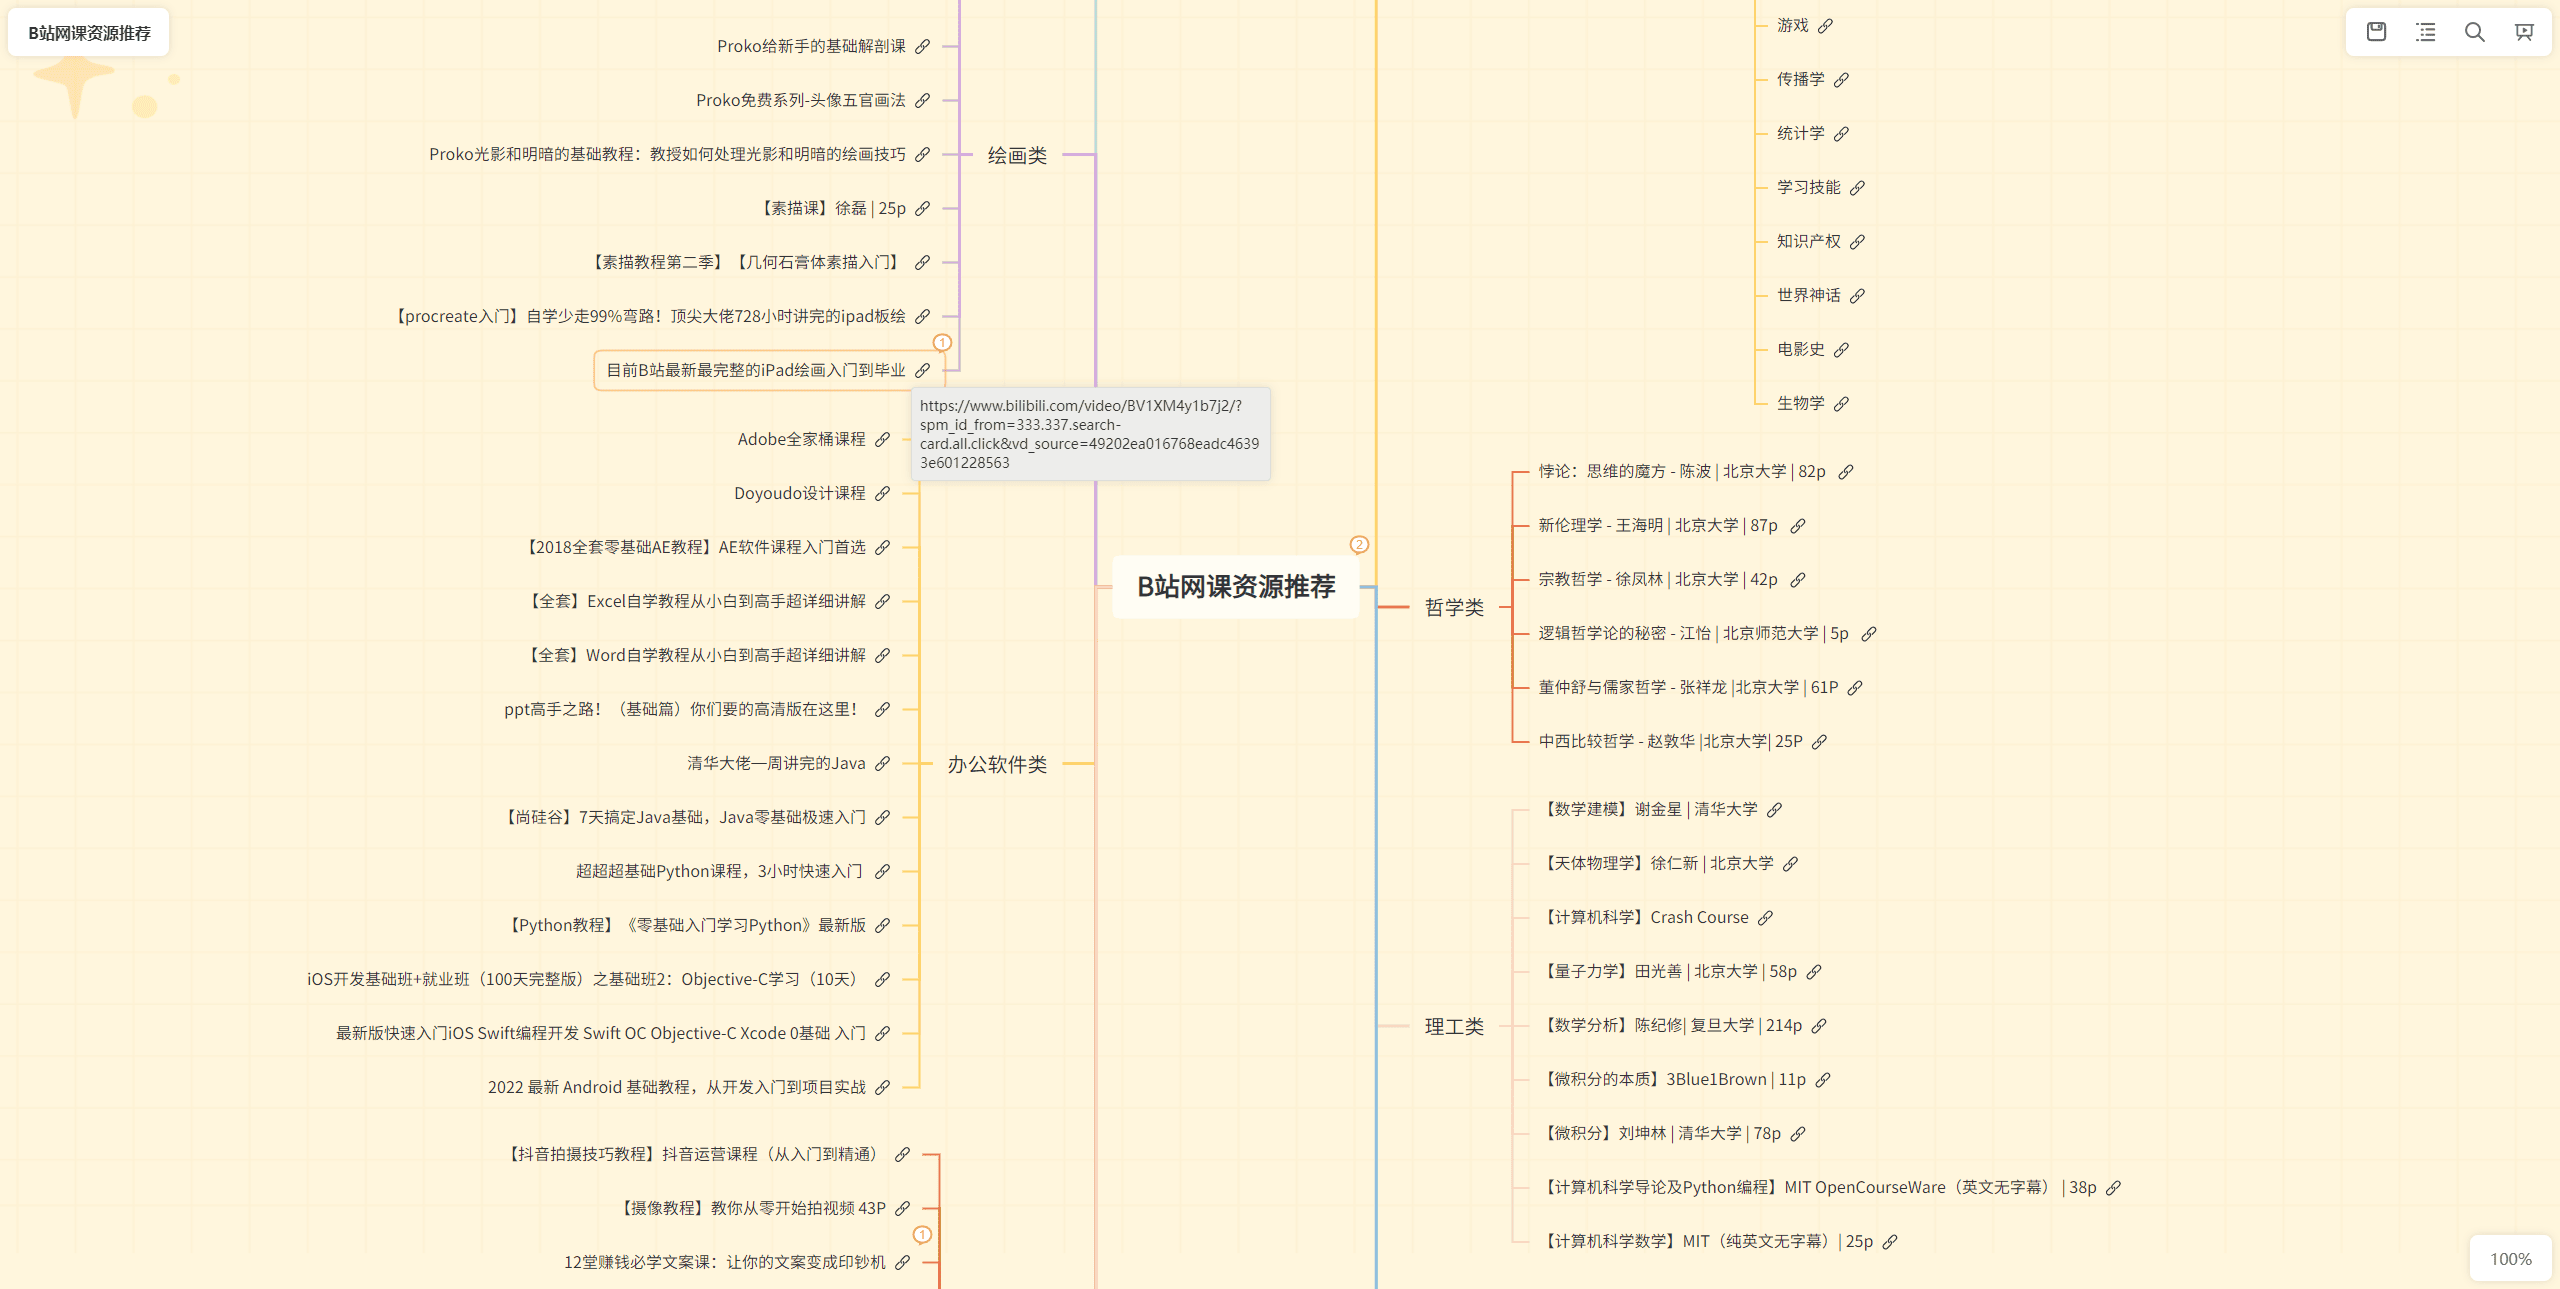 B站网课资源推荐
Proko给新手的基础解剖课
Proko免费系列-头像五官画法
Proko光影和明暗的基础教程：教授如何处理光影和明暗的绘画技巧
【素描课】徐磊 | 25p
【素描教程第二季】【几何石膏体素描入门】
【procreate入门】自学少走99%弯路！顶尖大佬728小时讲完的ipad板绘
1
目前B站最新最完整的iPad绘画入门到毕业
绘画类
https://www.bilibili.com/video/BV1XM4y1b7j2/?
spm_id_from=333.337.search-
card.all.click&vd_source=49202ea016768eadc4639
3e601228563
Adobe全家桶课程
Doyoudo设计课程
【2018全套零基础AE教程】AE软件课程入门首选
【全套】Excel自学教程从小白到高手超详细讲解
【全套】Word自学教程从小白到高手超详细讲解
ppt高手之路！（基础篇）你们要的高清版在这里！
清华大佬一周讲完的Java
【尚硅谷】7天搞定Java基础，Java零基础极速入门
超超超基础Python课程，3小时快速入门
【Python教程】《零基础入门学习Python》最新版
iOS开发基础班+就业班（100天完整版）之基础班2：Objective-C学习（10天）
最新版快速入门iOS Swift编程开发 Swift OC Objective-C Xcode 0基础 入门
2022 最新 Android 基础教程，从开发入门到项目实战
办公软件类
【抖音拍摄技巧教程】抖音运营课程（从入门到精通）
【摄像教程】教你从零开始拍视频 43P
1
12堂赚钱必学文案课：让你的文案变成印钞机
2
B站网课资源推荐
游戏
传播学
统计学
学习技能
知识产权
世界神话
电影史
生物学
哲学类
悖论：思维的魔方 - 陈波 | 北京大学 | 82p
新伦理学 - 王海明 | 北京大学 | 87p
宗教哲学 - 徐凤林 | 北京大学 | 42p
逻辑哲学论的秘密 - 江怡 | 北京师范大学 | 5p
董仲舒与儒家哲学 - 张祥龙 |北京大学 | 61P
中西比较哲学 - 赵敦华 |北京大学| 25P
理工类
【数学建模】谢金星 | 清华大学
【天体物理学】徐仁新 | 北京大学
【计算机科学】Crash Course
【量子力学】田光善 | 北京大学 | 58p
【数学分析】陈纪修| 复旦大学 | 214p
【微积分的本质】3Blue1Brown | 11p
【微积分】刘坤林 | 清华大学 | 78p
【计算机科学导论及Python编程】MIT OpenCourseWare（英文无字幕） | 38p
【计算机科学数学】MIT（纯英文无字幕）| 25p
100%